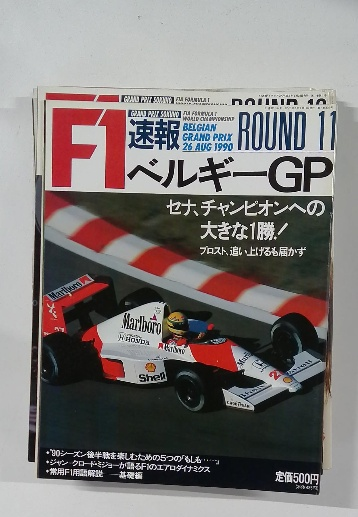 GRAND PRIX SOKUHO
FIA FORMULA 1
WORLD CHAMPIONSHIP
F1
速報
BELGIAN
GRAND PRIX
26 AUG 1990
ROUND 11
ベルギーGP
セナ、チャンピオンへの
大きな1勝!
プロスト、追い上げるも届かず
Marlboro
Marlboro
HONDA
Shell
GOODYEAR
•'90シーズン後半戦を楽しむための5つの「もしも……」
•ジャン・クロード・ミジョーが語るF1のエアロダイナミクス
•常用F1用語解説——基礎編
定価500円